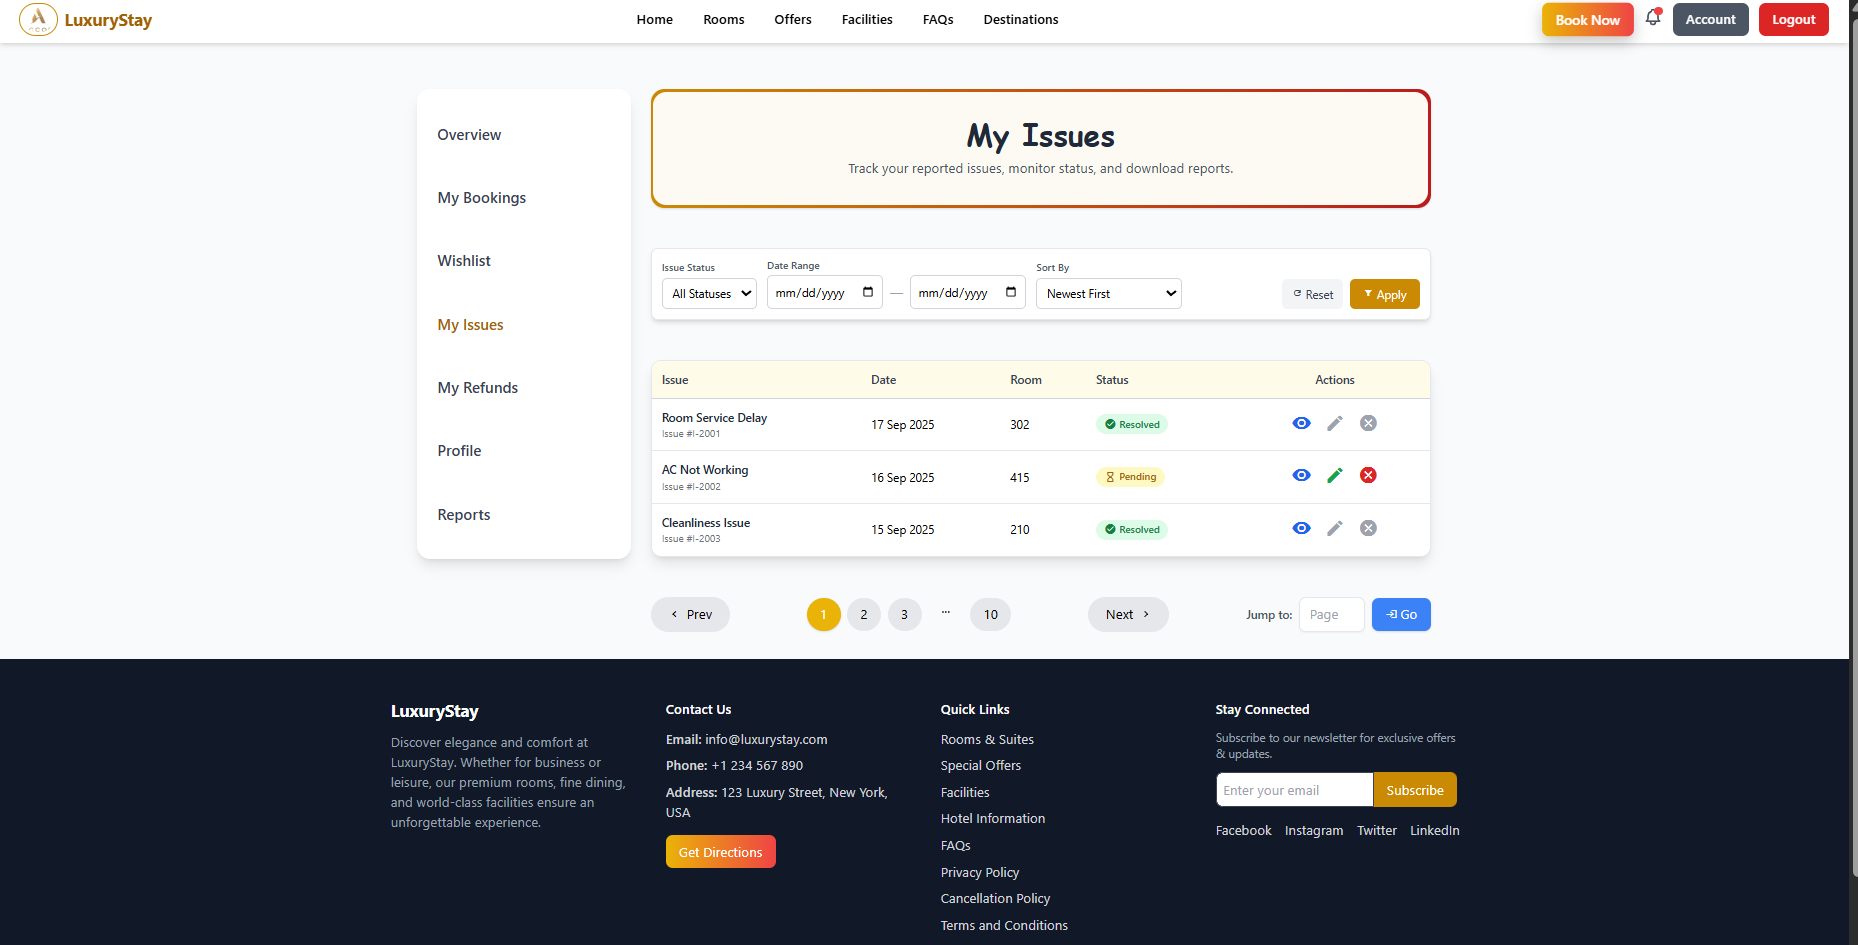 LuxuryStay
Home Rooms Offers Facilities FAQs Destinations
Book Now Account Logout
Overview
My Bookings
Wishlist
My Issues
My Refunds
Profile
Reports
My Issues
Track your reported issues, monitor status, and download reports.
Issue Status Date Range Sort By
All Statuses mm/dd/yyyy — mm/dd/yyyy Newest First Reset Apply
Issue Date Room Status Actions
Room Service Delay
Issue #I-2001
17 Sep 2025 302 Resolved
AC Not Working
Issue #I-2002
16 Sep 2025 415 Pending
Cleanliness Issue
Issue #I-2003
15 Sep 2025 210 Resolved
‹ Prev 1 2 3 ... 10 Next › Jump to: Page Go
LuxuryStay
Discover elegance and comfort at
LuxuryStay. Whether for business or
leisure, our premium rooms, fine dining,
and world-class facilities ensure an
unforgettable experience.
Contact Us
Email: info@luxurystay.com
Phone: +1 234 567 890
Address: 123 Luxury Street, New York,
USA
Get Directions
Quick Links
Rooms & Suites
Special Offers
Facilities
Hotel Information
FAQs
Privacy Policy
Cancellation Policy
Terms and Conditions
Stay Connected
Subscribe to our newsletter for exclusive offers
& updates.
Enter your email Subscribe
Facebook Instagram Twitter LinkedIn